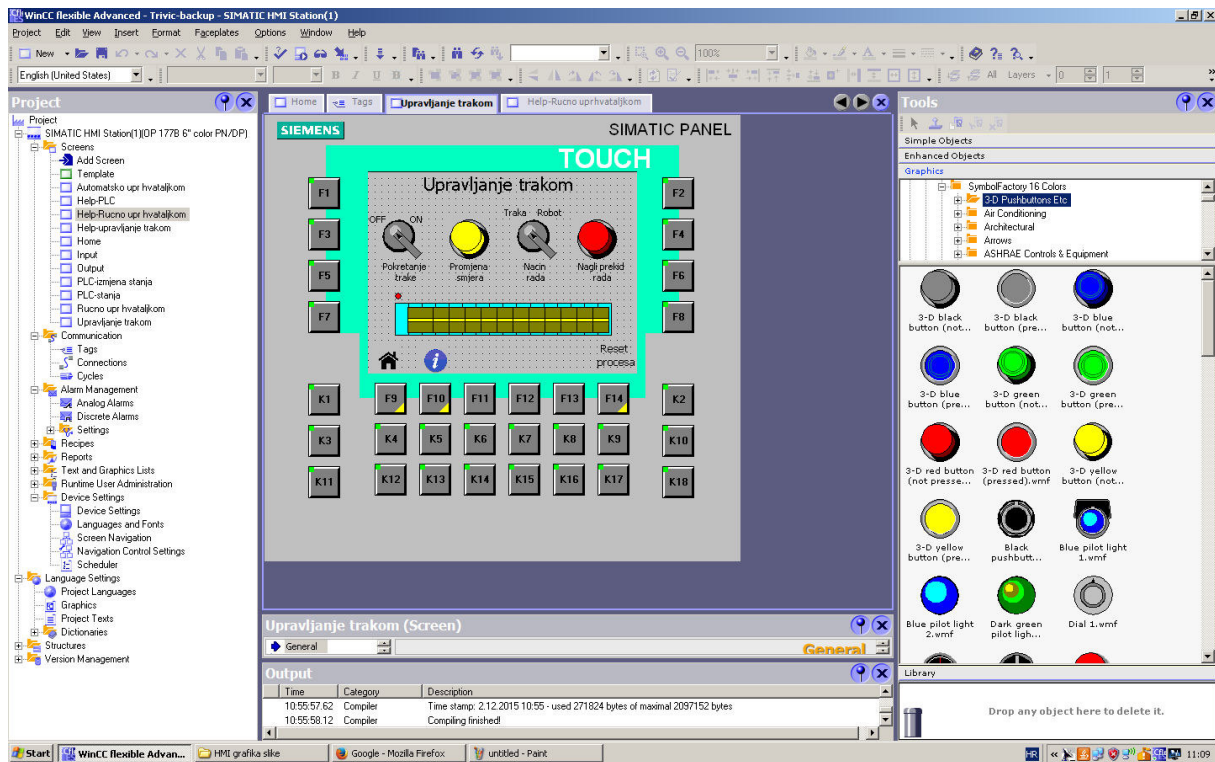 WinCC flexible Advanced - Trivic-backup - SIMATIC HMI Station(1)
Project Edit View Insert Format Faceplates Options Window Help
New 100%
English (United States) B I U B All Layers 0 1 »
Project
Project
SIMATIC HMI Station(1)(OP 177B 6" color PN/DP)
Screens
Add Screen
Template
Automatsko upr hvataljkom
Help-PLC
Help-Rucno upr hvataljkom
Help-upravljanje trakom
Home
Input
Output
PLC-izmjena stanja
PLC-stanja
Rucno upr hvataljkom
Upravljanje trakom
Communication
Tags
Connections
Cycles
Alarm Management
Analog Alarms
Discrete Alarms
Settings
Recipes
Reports
Text and Graphics Lists
Runtime User Administration
Device Settings
Device Settings
Languages and Fonts
Screen Navigation
Navigation Control Settings
Scheduler
Language Settings
Project Languages
Graphics
Project Texts
Dictionaries
Structures
Version Management
Home Tags Upravljanje trakom Help-Rucno upr hvataljkom
SIEMENS SIMATIC PANEL
TOUCH
Upravljanje trakom
OFF ON Traka Robot
Pokretanje trake
Promjena smjera
Nacin rada
Nagli prekid rada
i
Reset procesa
F1 F2
F3 F4
F5 F6
F7 F8
K1 F9 F10 F11 F12 F13 F14 K2
K3 K4 K5 K6 K7 K8 K9 K10
K11 K12 K13 K14 K15 K16 K17 K18
Upravljanje trakom (Screen)
General General
Output
Time Category Description
10:55:57.62 Compiler Time stamp: 2.12.2015 10:55 - used 271824 bytes of maximal 2097152 bytes
10:55:58.12 Compiler Compiling finished!
Tools
Simple Objects
Enhanced Objects
Graphics
SymbolFactory 16 Colors
3-D Pushbuttons Etc
Air Conditioning
Architectural
Arrows
ASHRAE Controls & Equipment
3-D black button (not...
3-D black button (pre...
3-D blue button (not...
3-D blue button (pre...
3-D green button (not...
3-D green button (pre...
3-D red button (not presse...
3-D red button (pressed).wmf
3-D yellow button (not...
3-D yellow button (pre...
Black pushbutt...
Blue pilot light 1.wmf
Blue pilot light 2.wmf
Dark green pilot ligh...
Dial 1.wmf
Library
Drop any object here to delete it.
Start WinCC flexible Advan... HMI grafika slike Google - Mozilla Firefox untitled - Paint HR « 11:09